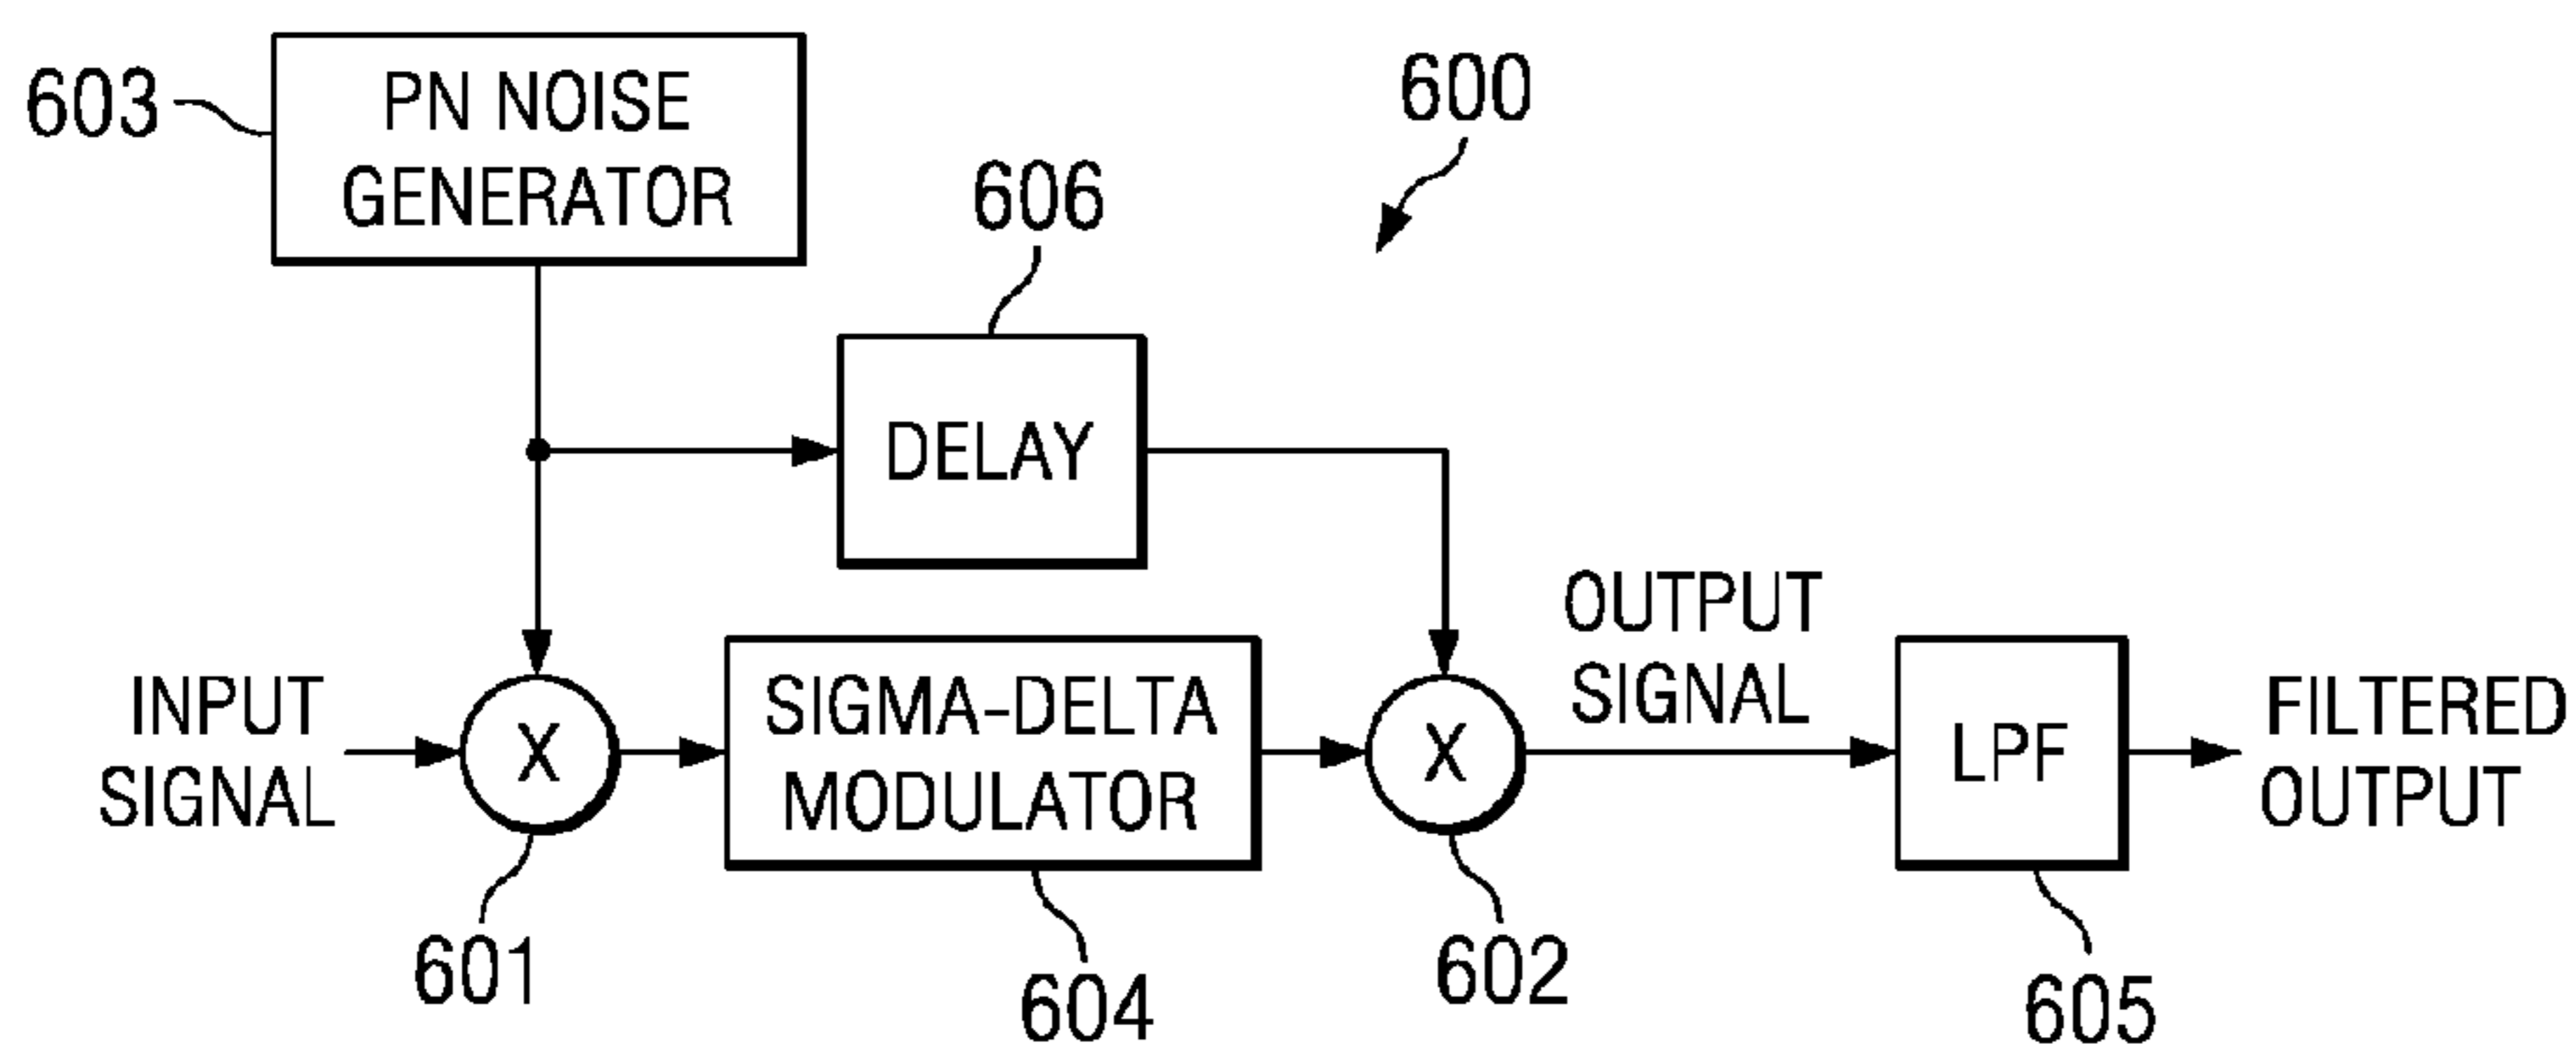 603
PN NOISE
GENERATOR
600
606
DELAY
INPUT
SIGNAL
X
601
SIGMA-DELTA
MODULATOR
604
X
602
OUTPUT
SIGNAL
LPF
605
FILTERED
OUTPUT